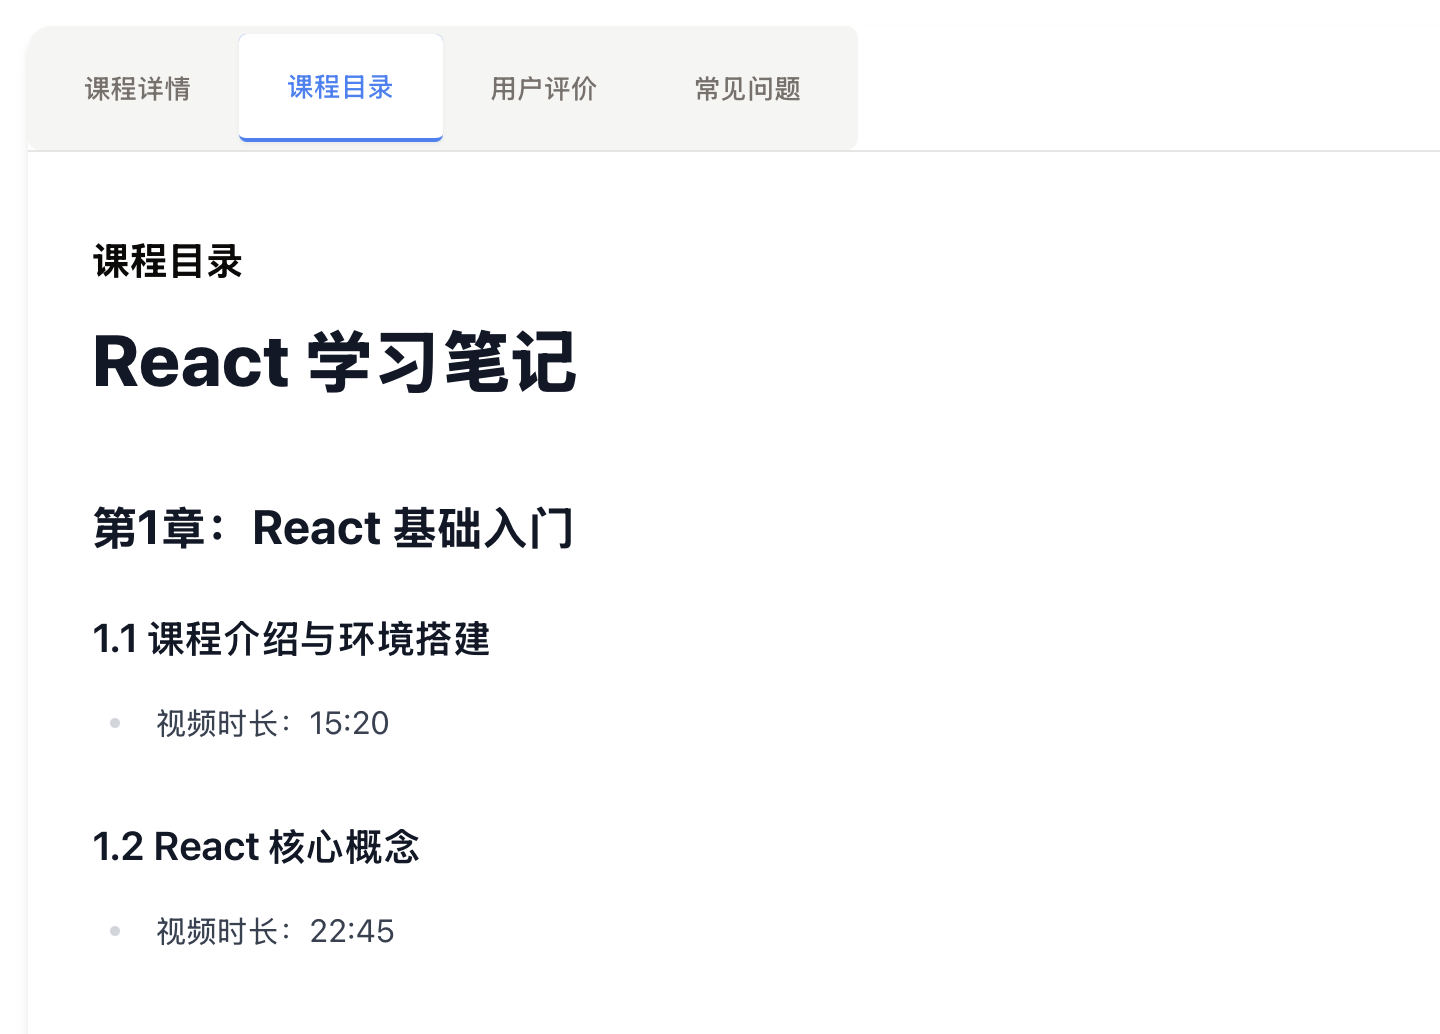 课程详情 课程目录 用户评价 常见问题
课程目录
React 学习笔记
第1章：React 基础入门
1.1 课程介绍与环境搭建
视频时长：15:20
1.2 React 核心概念
视频时长：22:45